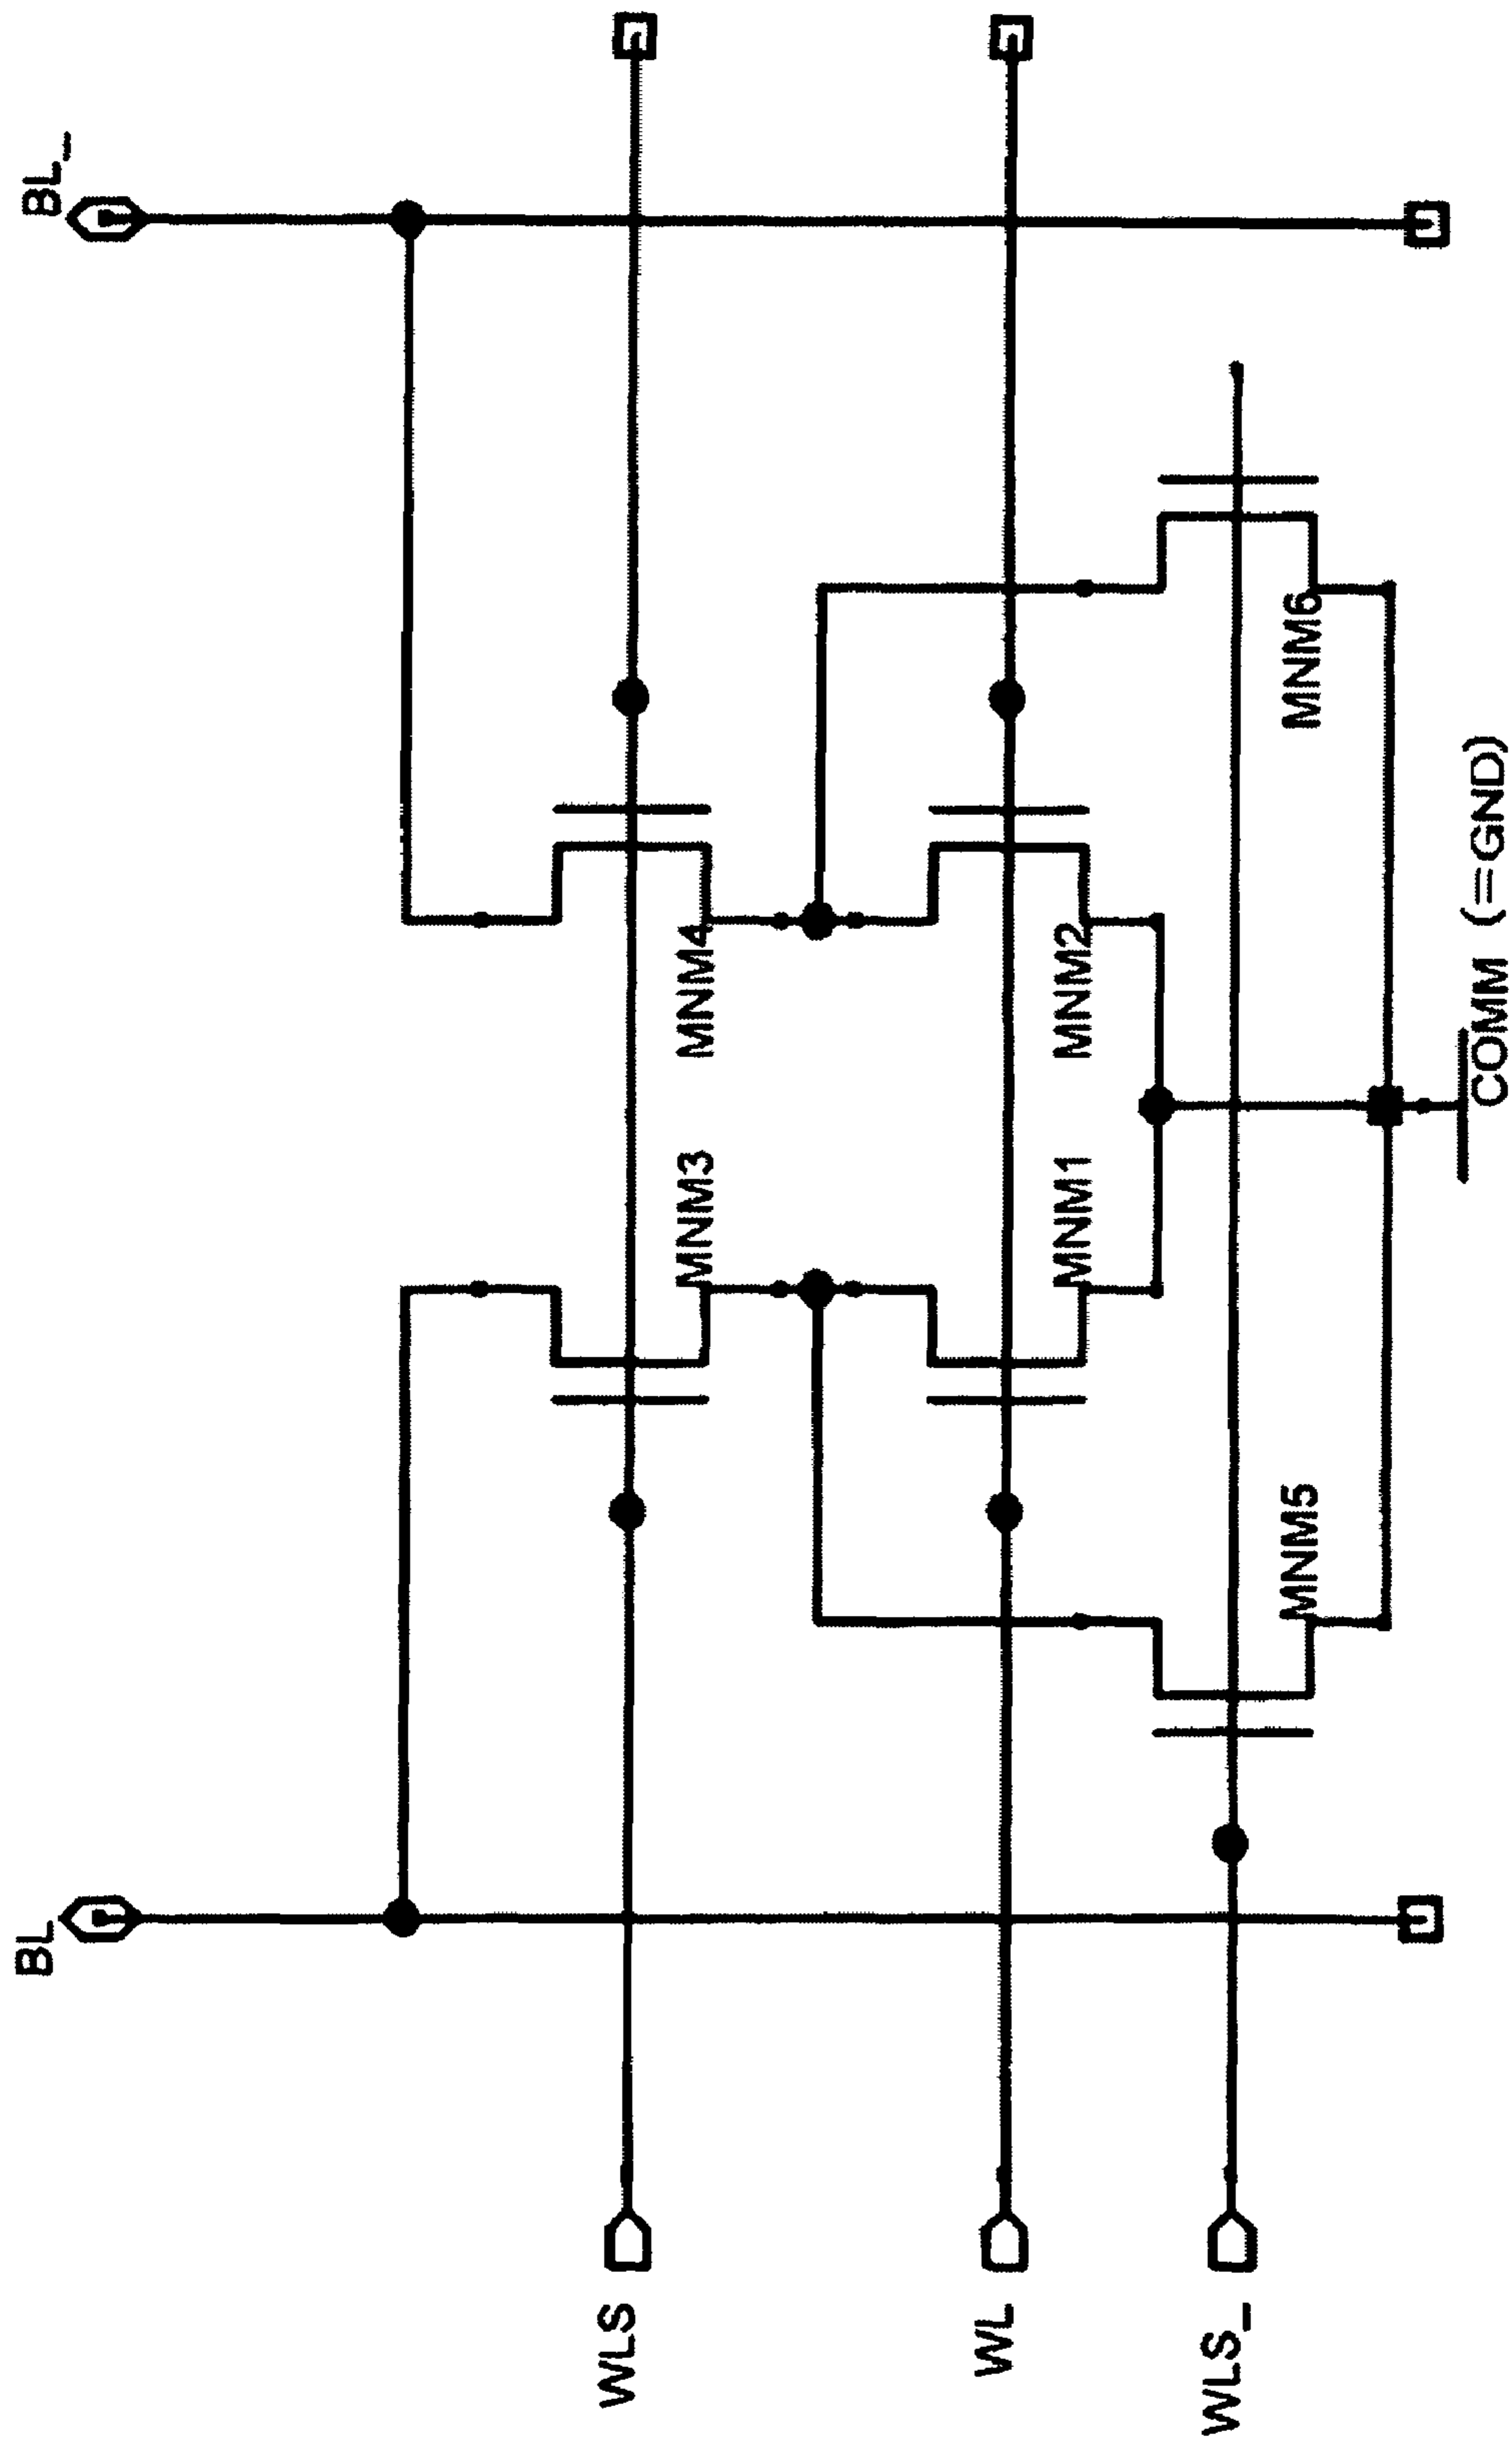 BL
BL_
WLS
MNM3
MNM4
WL
MNM1
MNM2
WLS_
MNM5
MNM6
COMM (=GND)